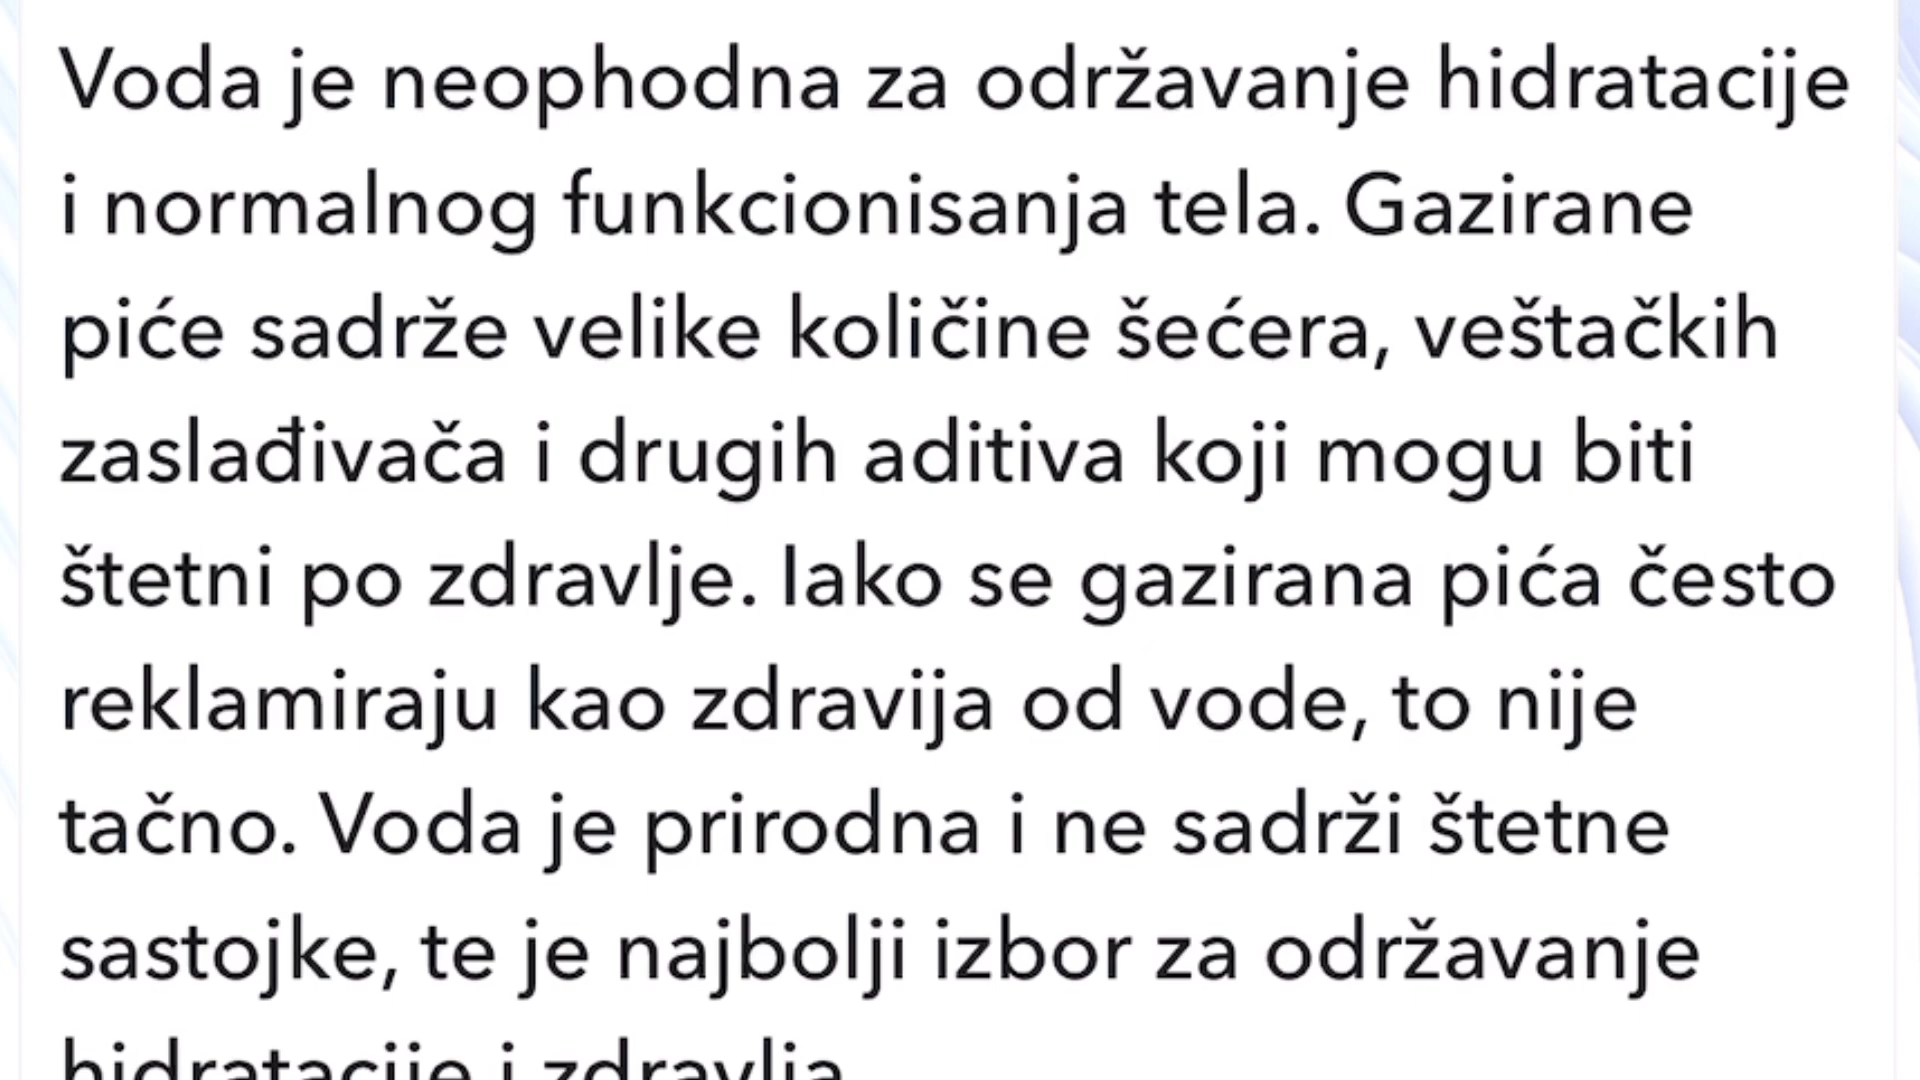 Voda je neophodna za održavanje hidratacije
i normalnog funkcionisanja tela. Gazirane
piće sadrže velike količine šećera, veštačkih
zaslađivača i drugih aditiva koji mogu biti
štetni po zdravlje. Iako se gazirana pića često
reklamiraju kao zdravija od vode, to nije
tačno. Voda je prirodna i ne sadrži štetne
sastojke, te je najbolji izbor za održavanje
hidratacije i zdravlja.